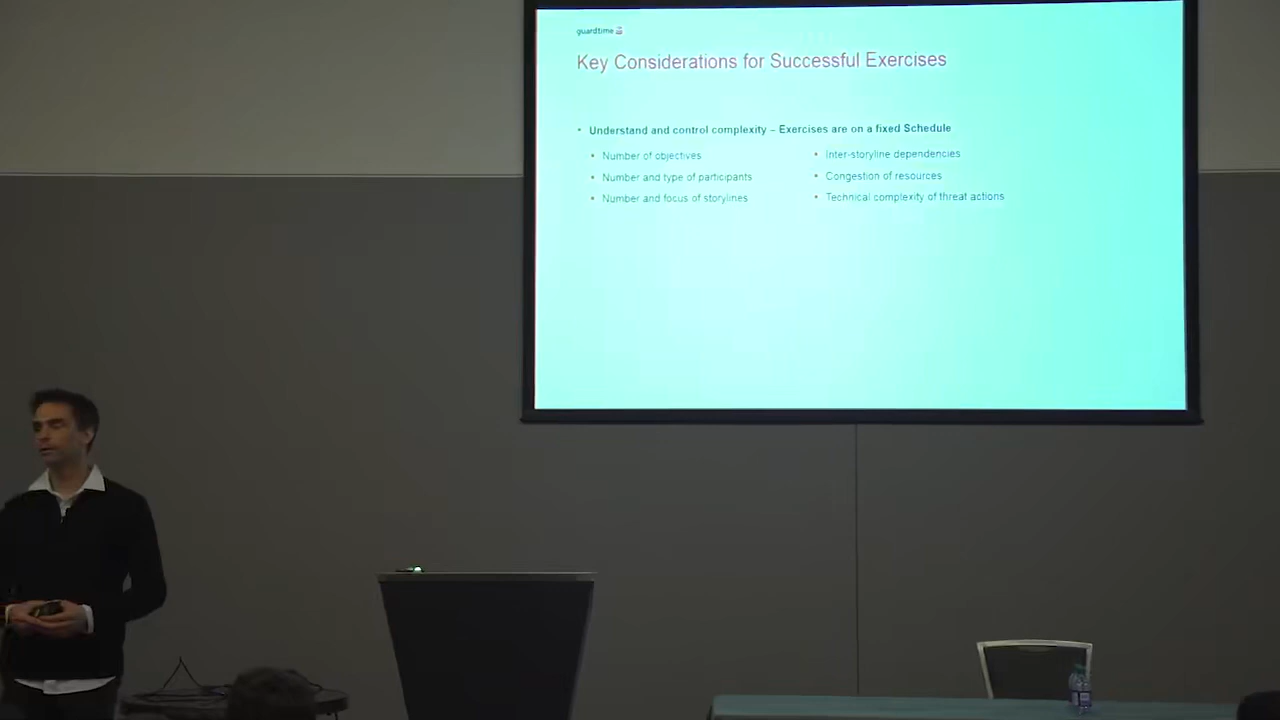 guardtime
Key Considerations for Successful Exercises
• Understand and control complexity – Exercises are on a fixed Schedule
• Number of objectives
• Number and type of participants
• Number and focus of storylines
• Inter-storyline dependencies
• Congestion of resources
• Technical complexity of threat actions